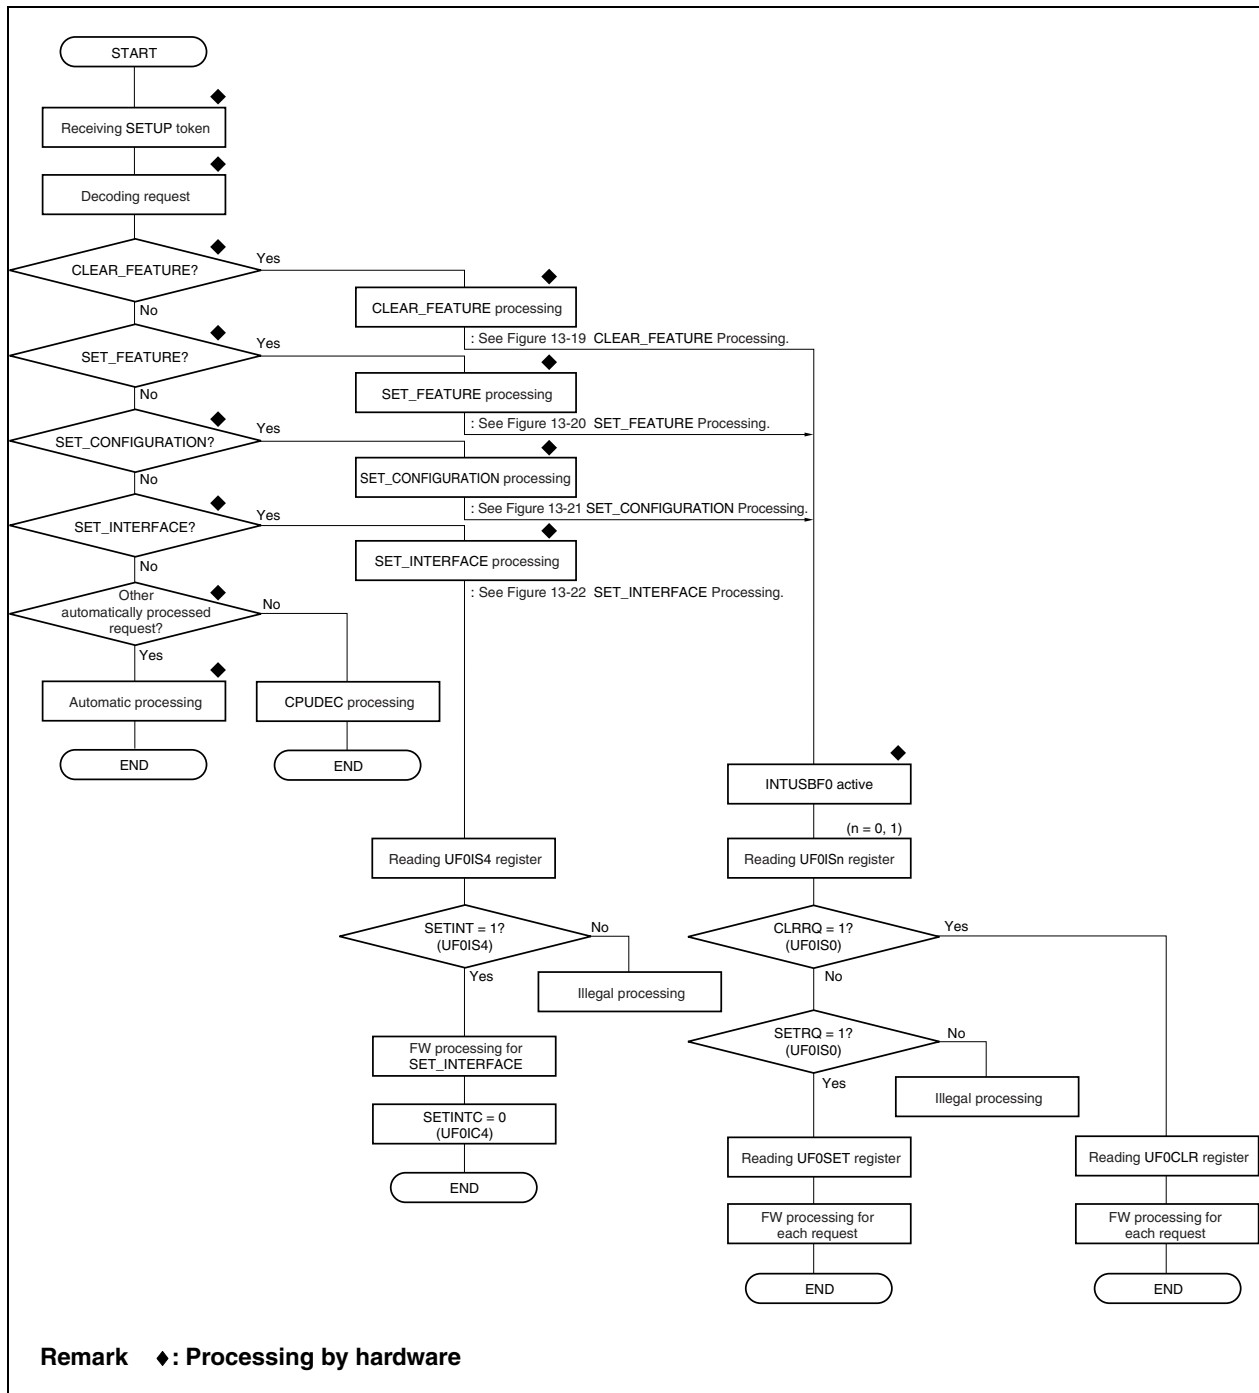 START
Receiving SETUP token
Decoding request
CLEAR_FEATURE?
Yes
No
CLEAR_FEATURE processing
: See Figure 13-19 CLEAR_FEATURE Processing.
SET_FEATURE?
Yes
No
SET_FEATURE processing
: See Figure 13-20 SET_FEATURE Processing.
SET_CONFIGURATION?
Yes
No
SET_CONFIGURATION processing
: See Figure 13-21 SET_CONFIGURATION Processing.
SET_INTERFACE?
Yes
No
SET_INTERFACE processing
: See Figure 13-22 SET_INTERFACE Processing.
Other
automatically processed
request?
No
Yes
Automatic processing
CPUDEC processing
END
END
INTUSBF0 active
(n = 0, 1)
Reading UF0IS4 register
Reading UF0ISn register
SETINT = 1?
(UF0IS4)
No
Yes
Illegal processing
CLRRQ = 1?
(UF0IS0)
Yes
No
SETRQ = 1?
(UF0IS0)
No
Yes
Illegal processing
FW processing for
SET_INTERFACE
SETINTC = 0
(UF0IC4)
END
Reading UF0SET register
Reading UF0CLR register
FW processing for
each request
FW processing for
each request
END
END
Remark ♦: Processing by hardware